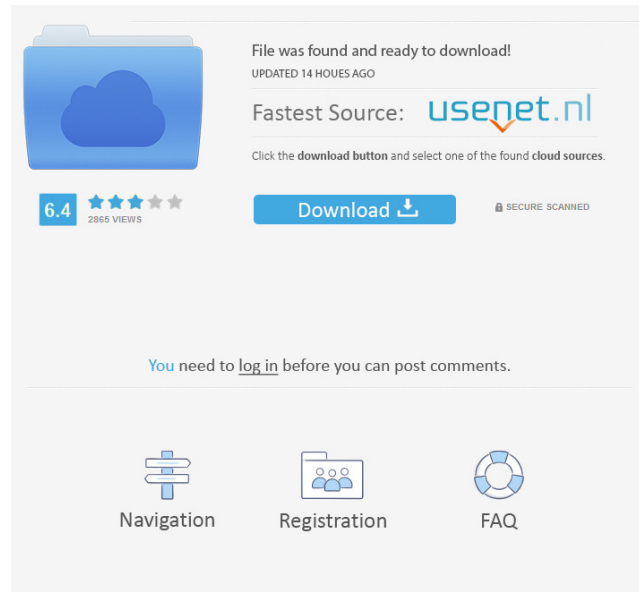 File was found and ready to download!
UPDATED 14 HOUES AGO
Fastest Source: usenet.nl
Click the download button and select one of the found cloud sources.
6.4
2865 VIEWS
Download
SECURE SCANNED
You need to log in before you can post comments.
Navigation
Registration
FAQ